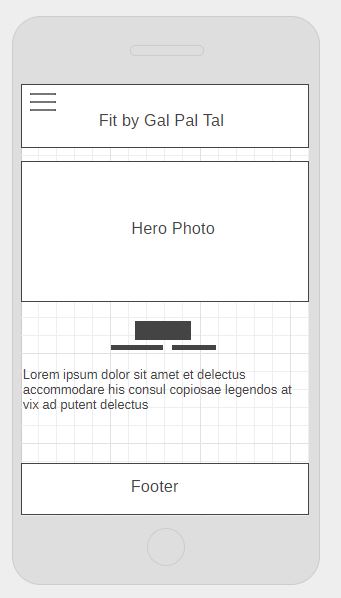 Fit by Gal Pal Tal
Hero Photo
Lorem ipsum dolor sit amet et delectus
accommodare his consul copiosae legendos at
vix ad putent delectus
Footer